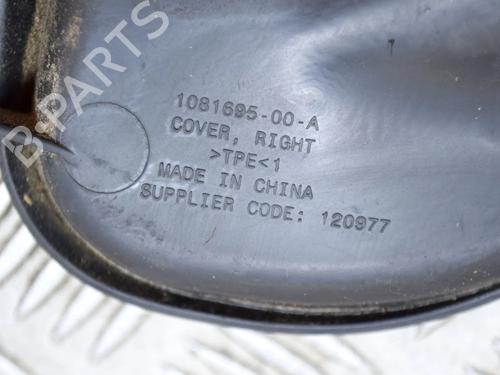 B-PARTS
1081695-00-A
COVER, RIGHT
>TPE<1
MADE IN CHINA
SUPPLIER CODE: 120977